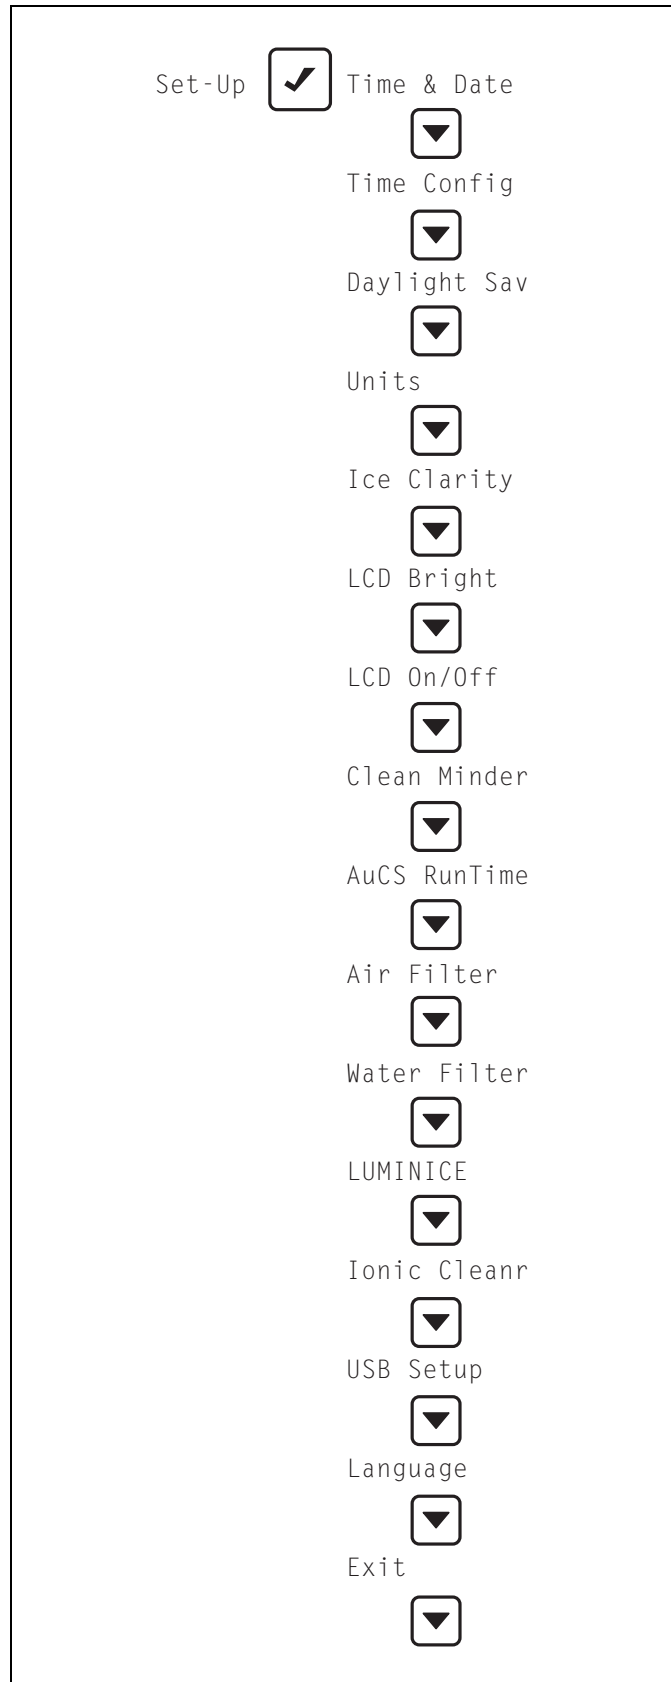 Set-Up Time & Date
Time Config
Daylight Sav
Units
Ice Clarity
LCD Bright
LCD On/Off
Clean Minder
AuCS RunTime
Air Filter
Water Filter
LUMINICE
Ionic Cleanr
USB Setup
Language
Exit